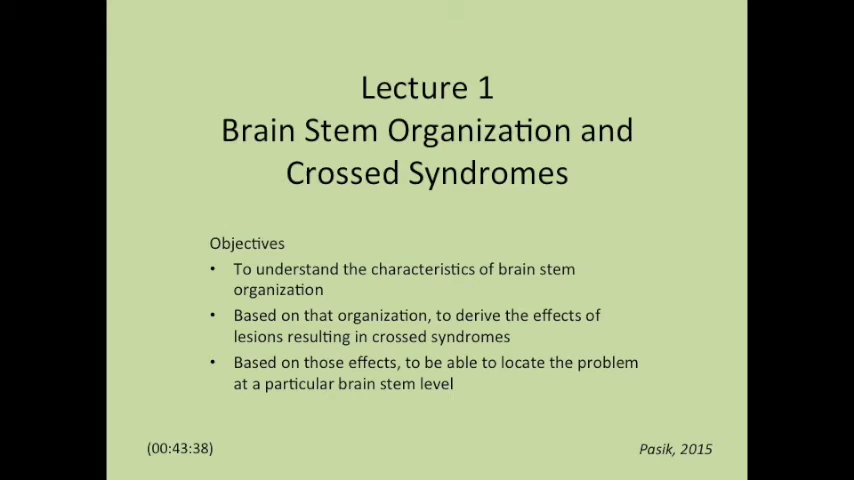 Lecture 1
Brain Stem Organization and
Crossed Syndromes
Objectives
• To understand the characteristics of brain stem
organization
• Based on that organization, to derive the effects of
lesions resulting in crossed syndromes
• Based on those effects, to be able to locate the problem
at a particular brain stem level
(00:43:38)
Pasik, 2015